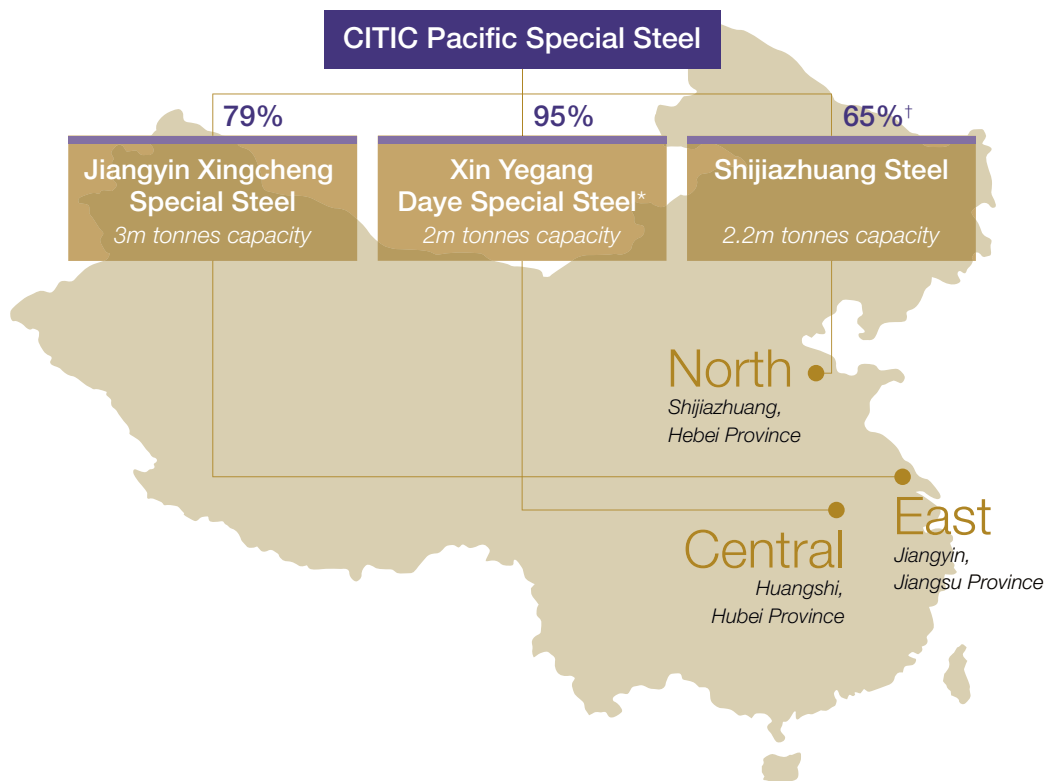 CITIC Pacific Special Steel
79%
95%
65%†
Jiangyin Xingcheng
Special Steel
3m tonnes capacity
Xin Yegang
Daye Special Steel*
2m tonnes capacity
Shijiazhuang Steel
2.2m tonnes capacity
North
Shijiazhuang,
Hebei Province
East
Jiangyin,
Jiangsu Province
Central
Huangshi,
Hubei Province